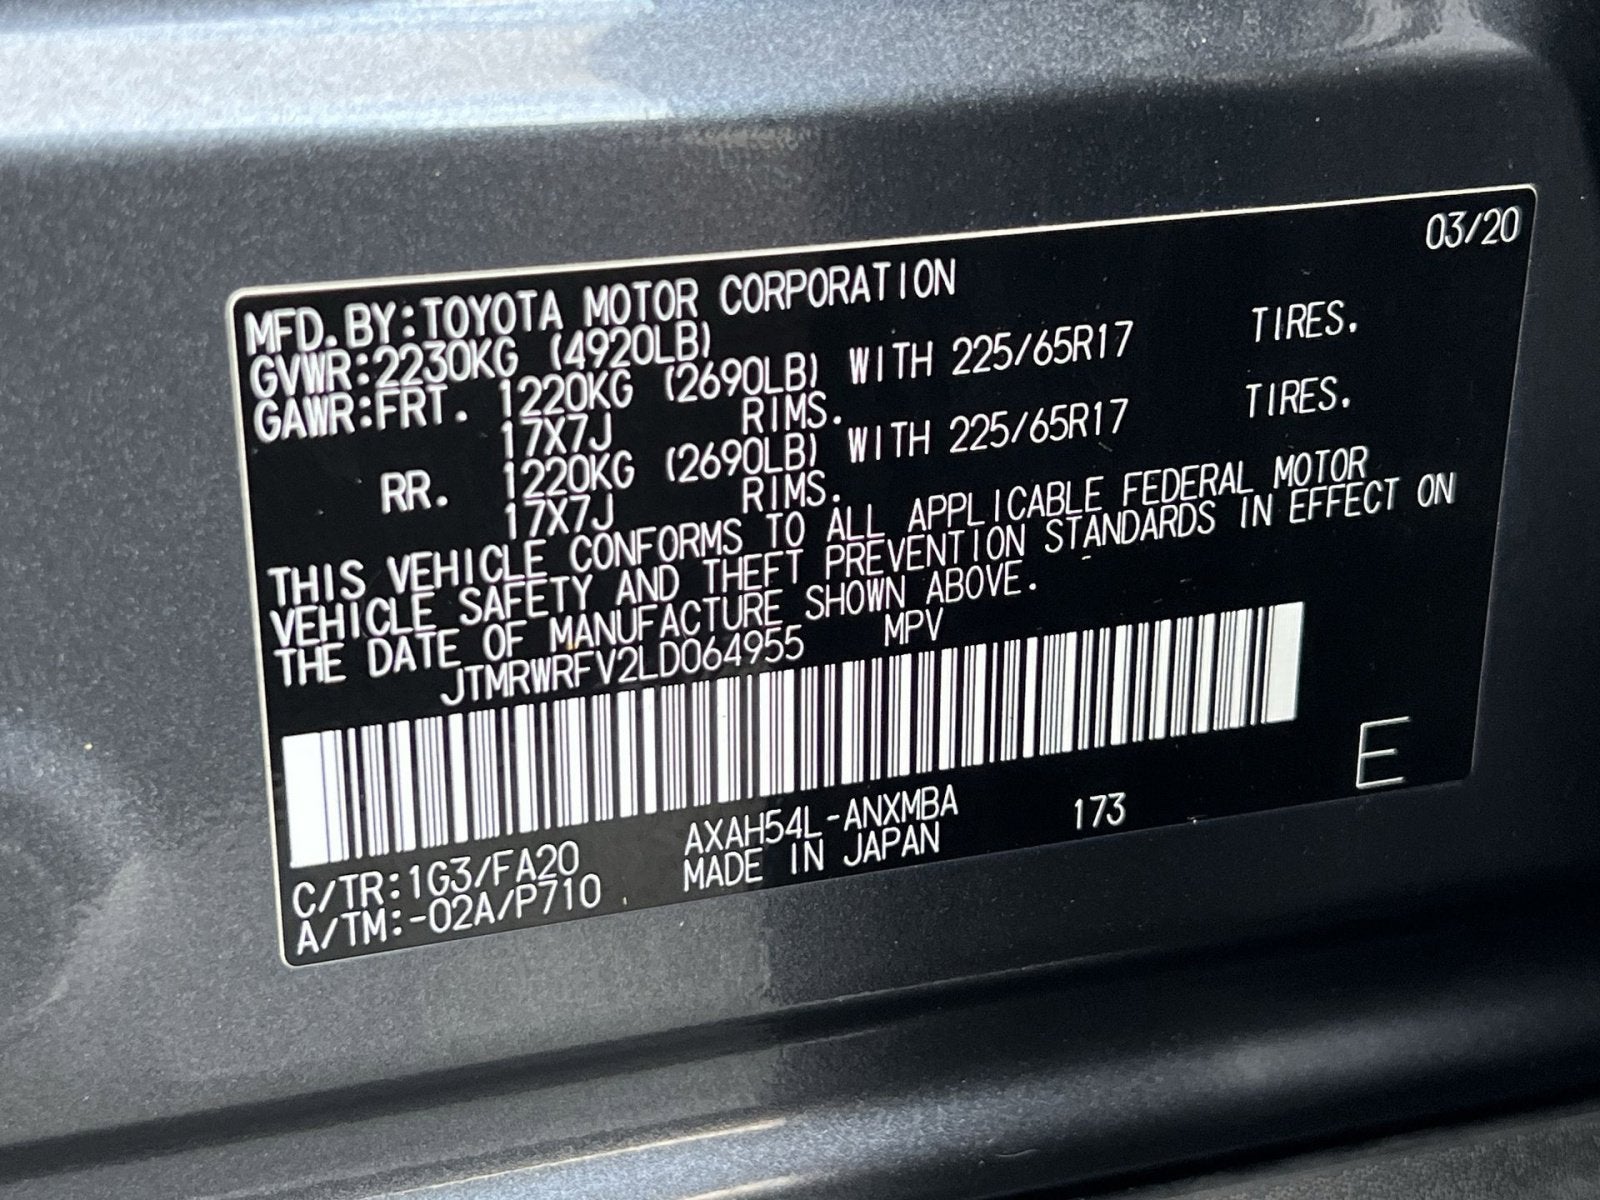 03/20
MFD.BY:TOYOTA MOTOR CORPORATION
GVWR:2230KG (4920LB)
GAWR:FRT. 1220KG (2690LB) WITH 225/65R17 TIRES.
17X7J RIMS.
RR. 1220KG (2690LB) WITH 225/65R17 TIRES.
17X7J RIMS.
THIS VEHICLE CONFORMS TO ALL APPLICABLE FEDERAL MOTOR
VEHICLE SAFETY AND THEFT PREVENTION STANDARDS IN EFFECT ON
THE DATE OF MANUFACTURE SHOWN ABOVE.
JTMRWRFV2LD064955 MPV
E
C/TR:1G3/FA20 AXAH54L-ANXMBA 173
A/TM:-02A/P710 MADE IN JAPAN